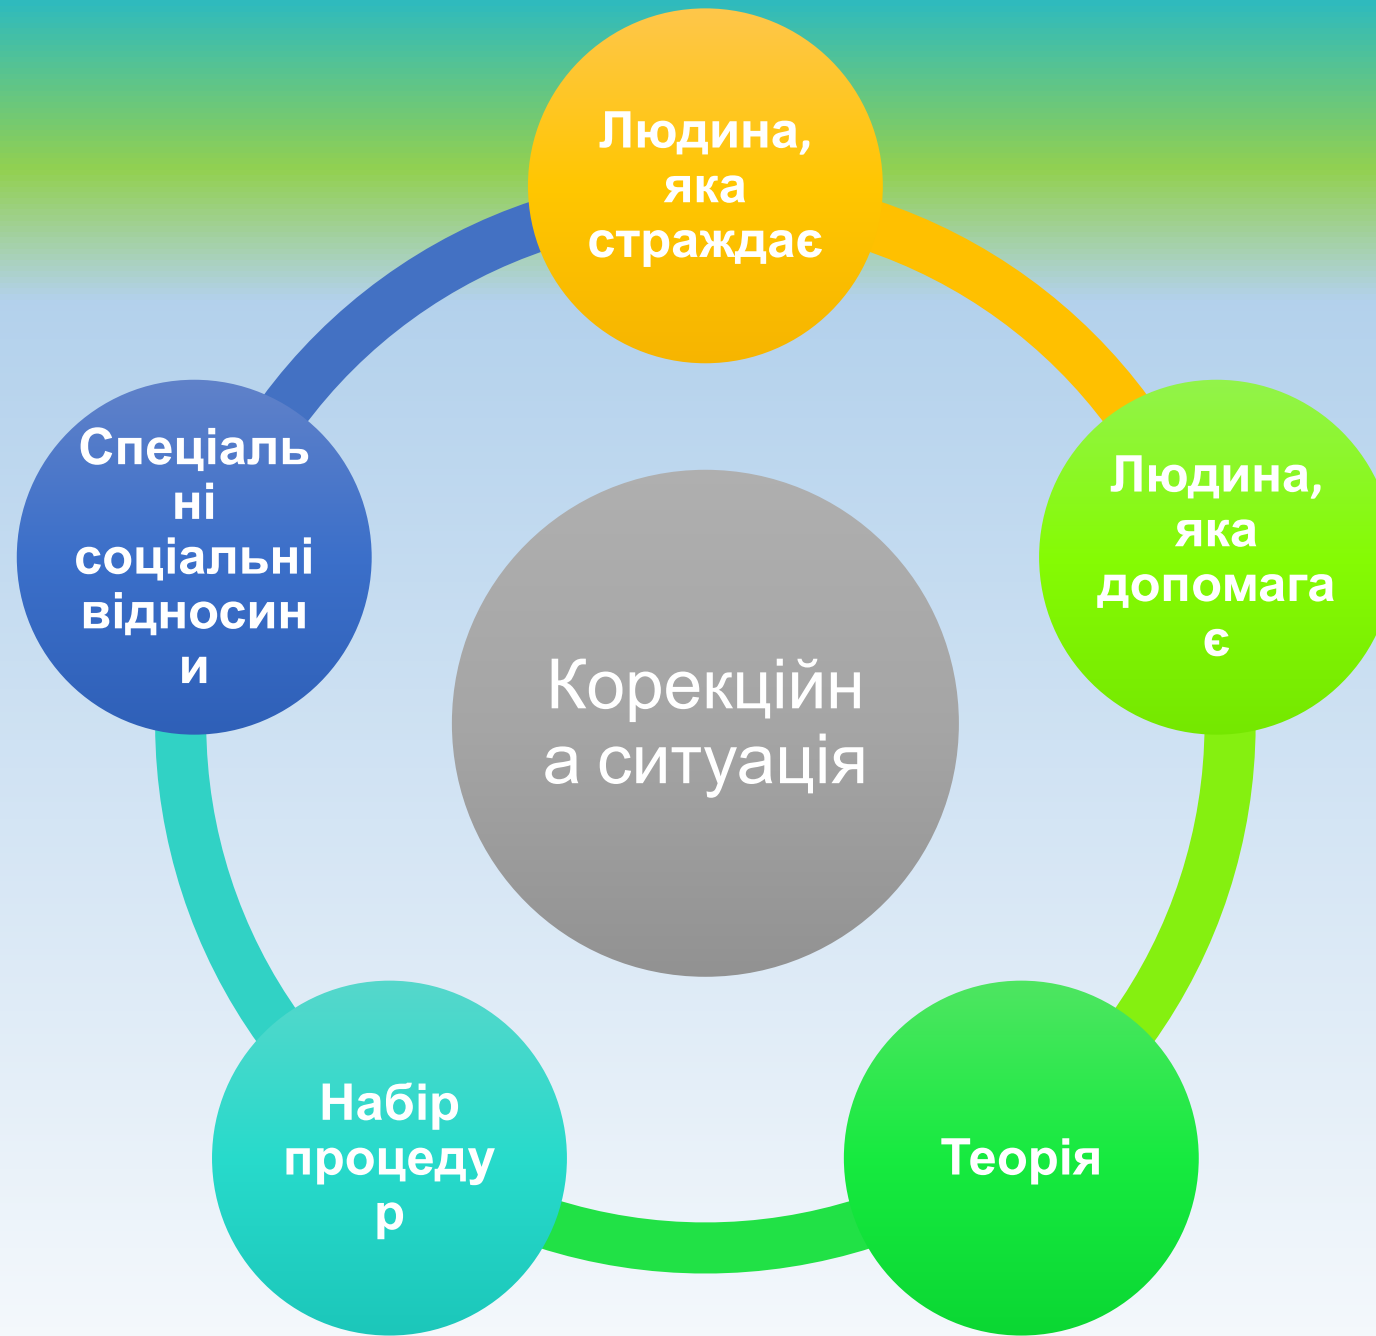 Людина,
яка
страждає
Людина,
яка
допомага
є
Теорія
Набір
процеду
р
Спеціаль
ні
соціальні
відносин
и
Корекційн
а ситуація